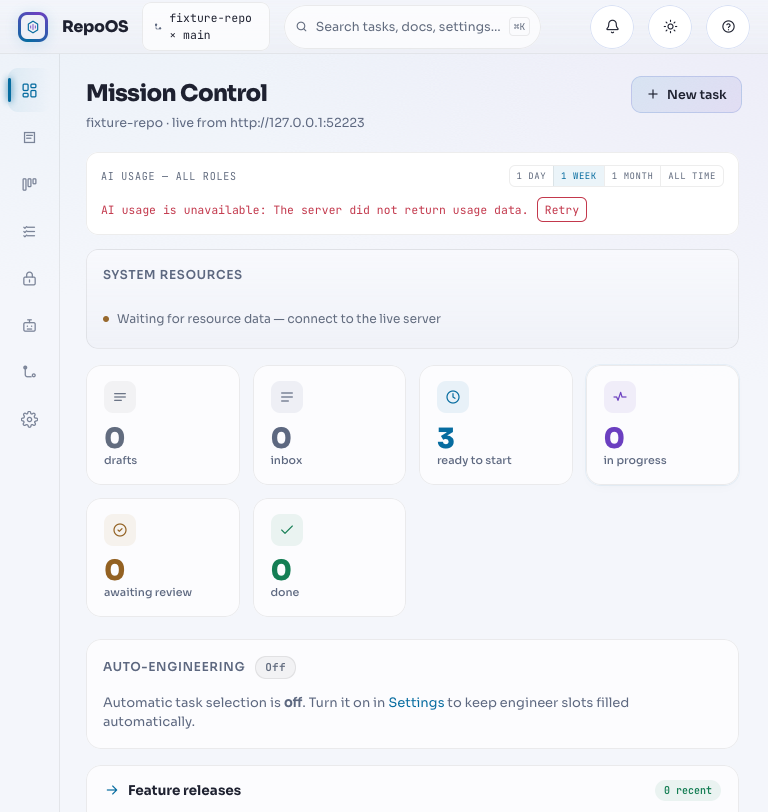 RepoOS
fixture-repo
× main
Search tasks, docs, settings...
⌘K
Mission Control
New task
fixture-repo · live from http://127.0.0.1:52223
AI USAGE — ALL ROLES
1 DAY
1 WEEK
1 MONTH
ALL TIME
AI usage is unavailable: The server did not return usage data.
Retry
SYSTEM RESOURCES
Waiting for resource data — connect to the live server
0
drafts
0
inbox
3
ready to start
0
in progress
0
awaiting review
0
done
AUTO-ENGINEERING
Off
Automatic task selection is off. Turn it on in Settings to keep engineer slots filled
automatically.
Feature releases
0 recent